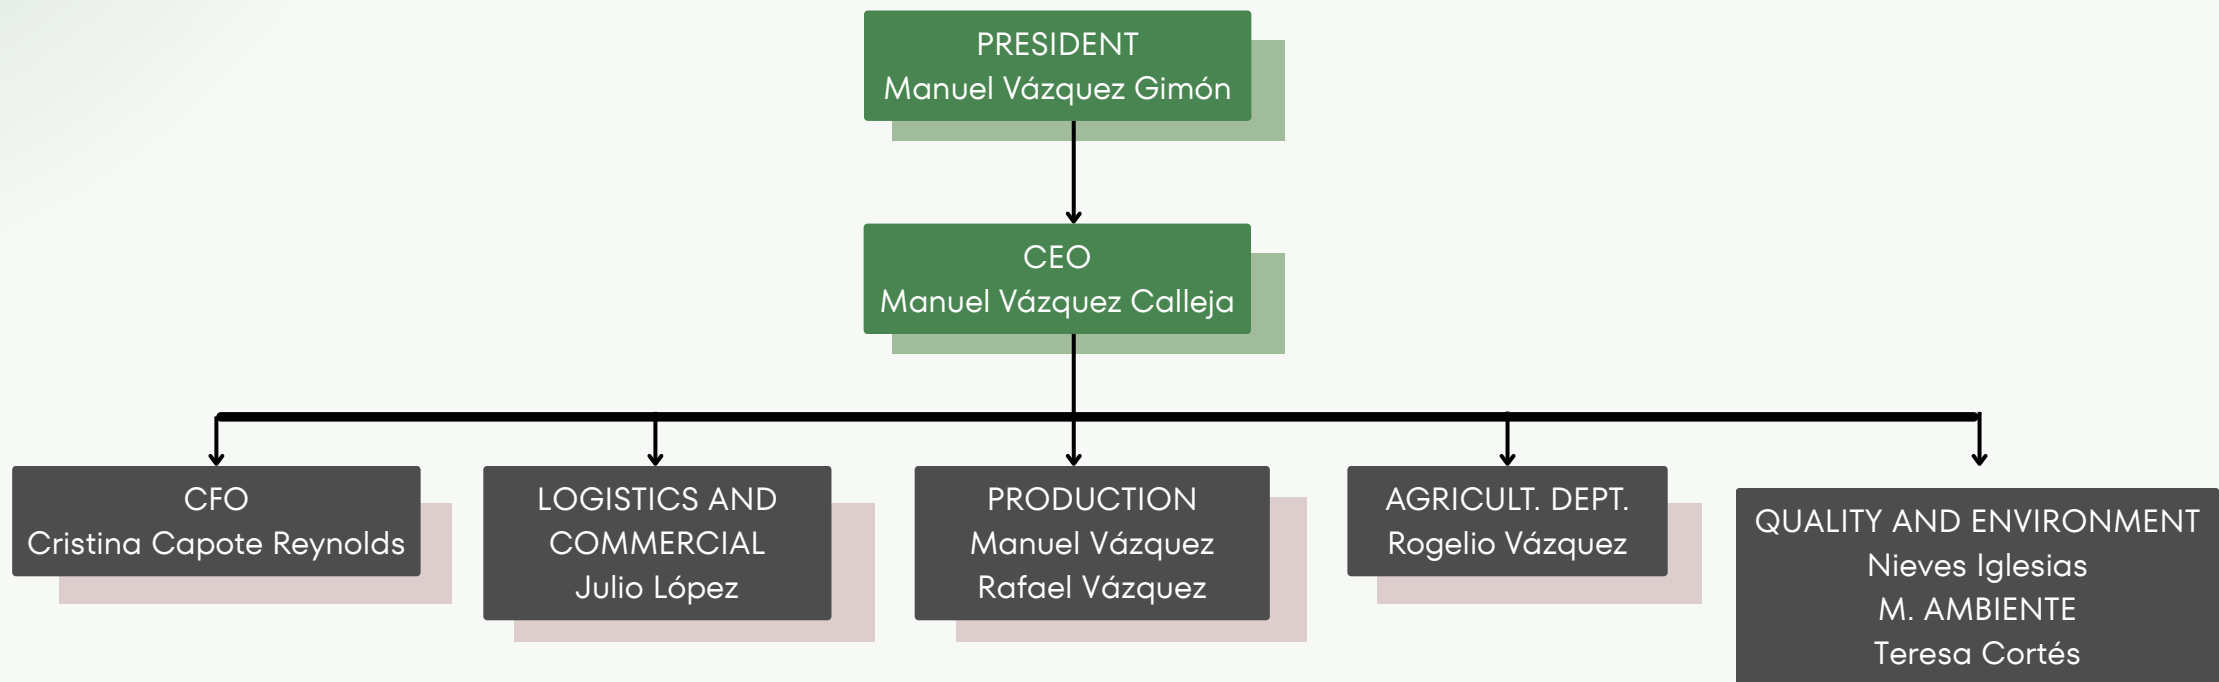 PRESIDENT
Manuel Vázquez Gimón
CEO
Manuel Vázquez Calleja
CFO
Cristina Capote Reynolds
LOGISTICS AND
COMMERCIAL
Julio López
PRODUCTION
Manuel Vázquez
Rafael Vázquez
AGRICULT. DEPT.
Rogelio Vázquez
QUALITY AND ENVIRONMENT
Nieves Iglesias
M. AMBIENTE
Teresa Cortés